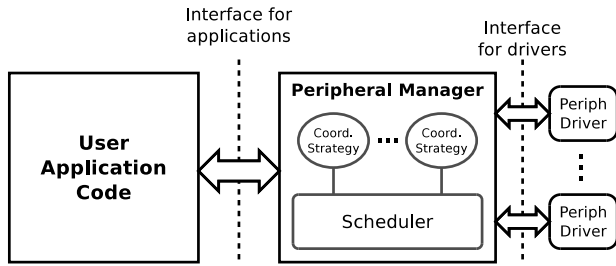 Interface for
applications
Interface
for drivers
User
Application
Code
Peripheral Manager
Coord.
Strategy
Coord.
Strategy
Scheduler
Periph
Driver
Periph
Driver